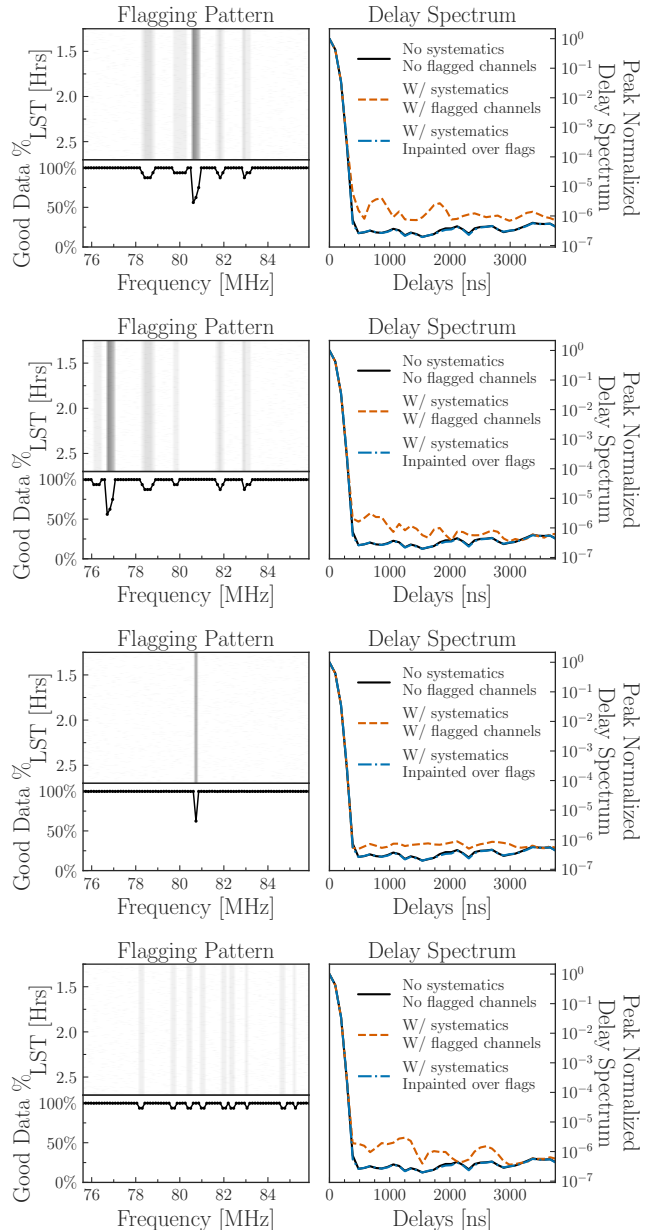 Flagging Pattern
Delay Spectrum
LST [Hrs]
1.5
2.0
2.5
Good Data %
100%
50%
0%
76 78 80 82 84
Frequency [MHz]
No systematics
No flagged channels
W/ systematics
W/ flagged channels
W/ systematics
Inpainted over flags
0 1000 2000 3000
Delays [ns]
10⁰
10⁻¹
10⁻²
10⁻³
10⁻⁴
10⁻⁵
10⁻⁶
10⁻⁷
Peak Normalized
Delay Spectrum
Flagging Pattern
Delay Spectrum
LST [Hrs]
1.5
2.0
2.5
Good Data %
100%
50%
0%
76 78 80 82 84
Frequency [MHz]
No systematics
No flagged channels
W/ systematics
W/ flagged channels
W/ systematics
Inpainted over flags
0 1000 2000 3000
Delays [ns]
10⁰
10⁻¹
10⁻²
10⁻³
10⁻⁴
10⁻⁵
10⁻⁶
10⁻⁷
Peak Normalized
Delay Spectrum
Flagging Pattern
Delay Spectrum
LST [Hrs]
1.5
2.0
2.5
Good Data %
100%
50%
0%
76 78 80 82 84
Frequency [MHz]
No systematics
No flagged channels
W/ systematics
W/ flagged channels
W/ systematics
Inpainted over flags
0 1000 2000 3000
Delays [ns]
10⁰
10⁻¹
10⁻²
10⁻³
10⁻⁴
10⁻⁵
10⁻⁶
10⁻⁷
Peak Normalized
Delay Spectrum
Flagging Pattern
Delay Spectrum
LST [Hrs]
1.5
2.0
2.5
Good Data %
100%
50%
0%
76 78 80 82 84
Frequency [MHz]
No systematics
No flagged channels
W/ systematics
W/ flagged channels
W/ systematics
Inpainted over flags
0 1000 2000 3000
Delays [ns]
10⁰
10⁻¹
10⁻²
10⁻³
10⁻⁴
10⁻⁵
10⁻⁶
10⁻⁷
Peak Normalized
Delay Spectrum